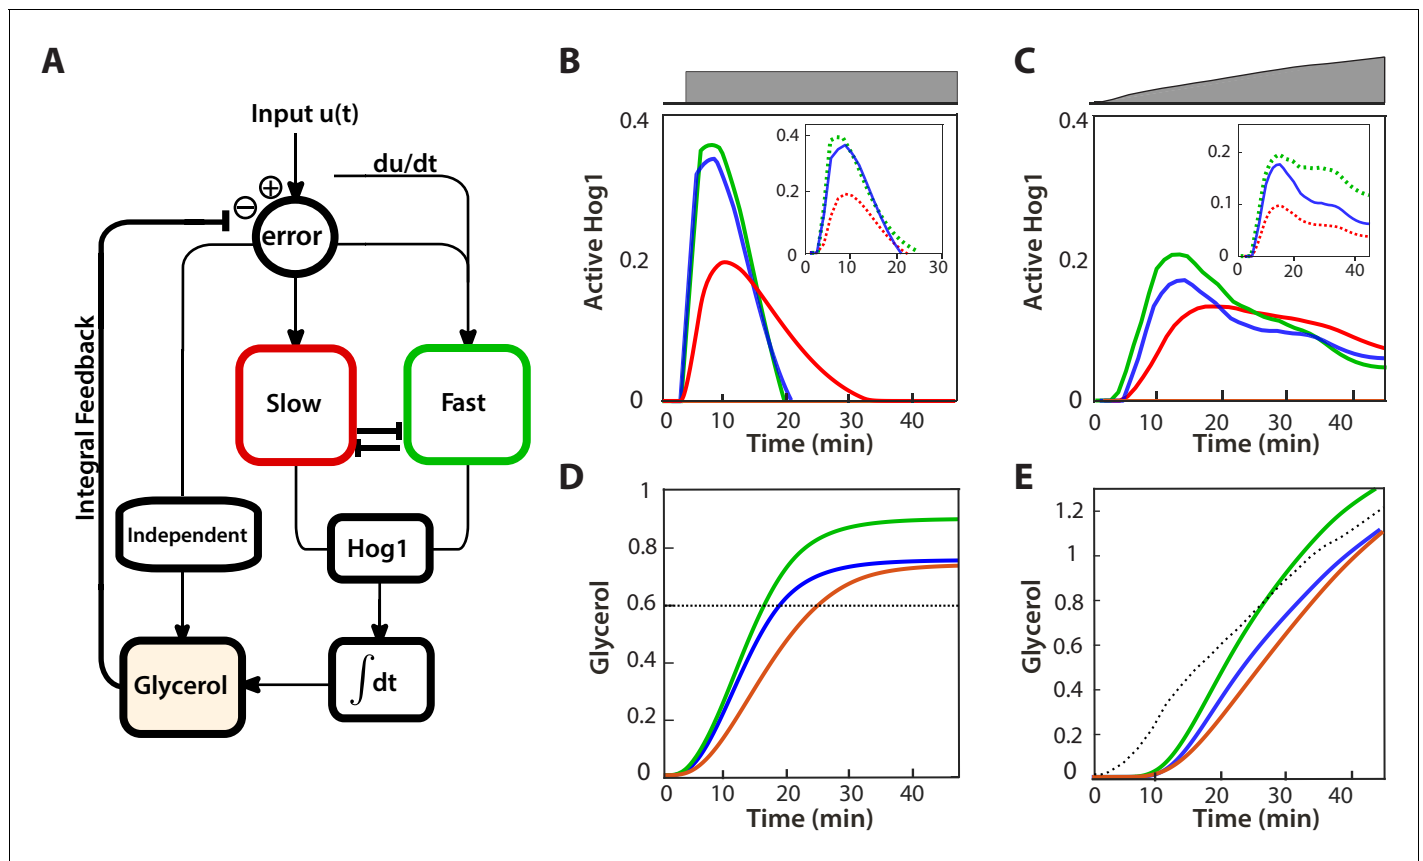 A
Input u(t)
du/dt
+
−
error
Integral Feedback
Slow
Fast
Independent
Hog1
Glycerol
∫dt
B
0.4
0.2
0
Active Hog1
0.4
0.2
0
0 10 20 30
0 10 20 30 40
Time (min)
C
0.4
0.2
0
Active Hog1
0.2
0.1
0
0 20 40
0 10 20 30 40
Time (min)
D
1
0.8
0.6
0.4
0.2
0
Glycerol
0 10 20 30 40
Time (min)
E
1.2
1
0.8
0.6
0.4
0.2
0
Glycerol
0 10 20 30 40
Time (min)